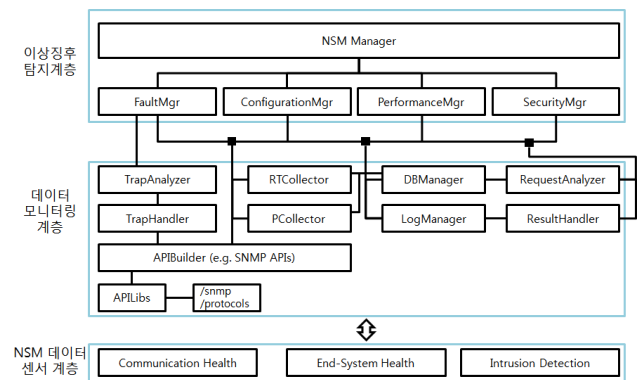 이상징후
탐지계층
NSM Manager
FaultMgr
ConfigurationMgr
PerformanceMgr
SecurityMgr
데이터
모니터링
계층
TrapAnalyzer
RTCollector
DBManager
RequestAnalyzer
TrapHandler
PCollector
LogManager
ResultHandler
APIBuilder (e.g. SNMP APIs)
APILibs
/snmp
/protocols
NSM 데이터
센서 계층
Communication Health
End-System Health
Intrusion Detection